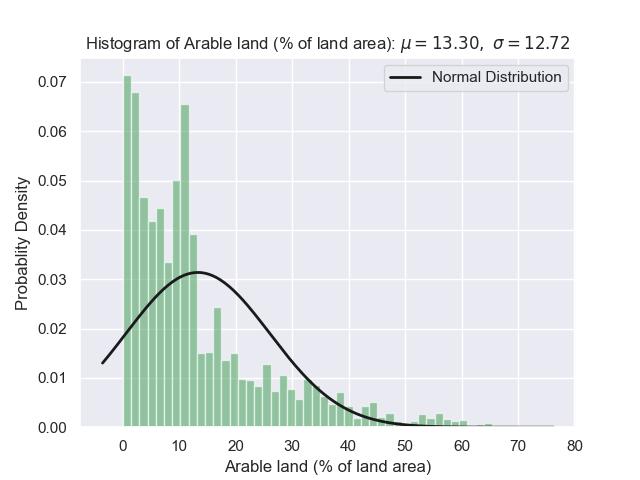 Histogram of Arable land (% of land area): μ = 13.30, σ = 12.72
Normal Distribution
Probablity Density
0.07
0.06
0.05
0.04
0.03
0.02
0.01
0.00
0 10 20 30 40 50 60 70 80
Arable land (% of land area)